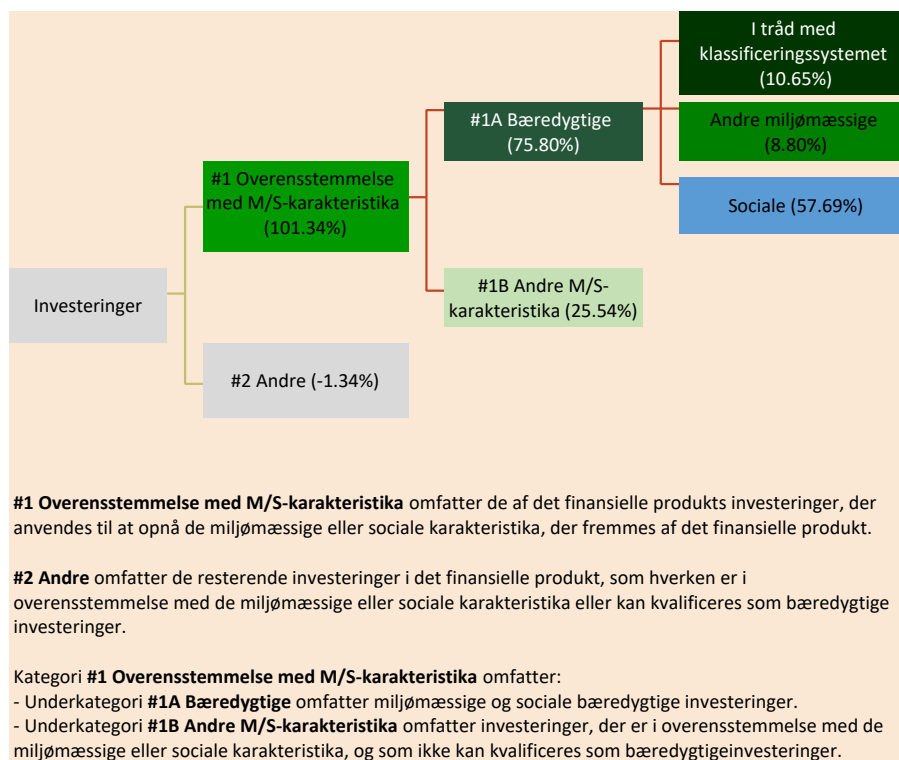 I tråd med
klassificeringssystemet
(10.65%)
#1A Bæredygtige
(75.80%)
Andre miljømæssige
(8.80%)
#1 Overensstemmelse
med M/S-karakteristika
(101.34%)
Sociale (57.69%)
#1B Andre M/S-
karakteristika (25.54%)
Investeringer
#2 Andre (-1.34%)
#1 Overensstemmelse med M/S-karakteristika omfatter de af det finansielle produkts investeringer, der
anvendes til at opnå de miljømæssige eller sociale karakteristika, der fremmes af det finansielle produkt.
#2 Andre omfatter de resterende investeringer i det finansielle produkt, som hverken er i
overensstemmelse med de miljømæssige eller sociale karakteristika eller kan kvalificeres som bæredygtige
investeringer.
Kategori #1 Overensstemmelse med M/S-karakteristika omfatter:
- Underkategori #1A Bæredygtige omfatter miljømæssige og sociale bæredygtige investeringer.
- Underkategori #1B Andre M/S-karakteristika omfatter investeringer, der er i overensstemmelse med de
miljømæssige eller sociale karakteristika, og som ikke kan kvalificeres som bæredygtigeinvesteringer.